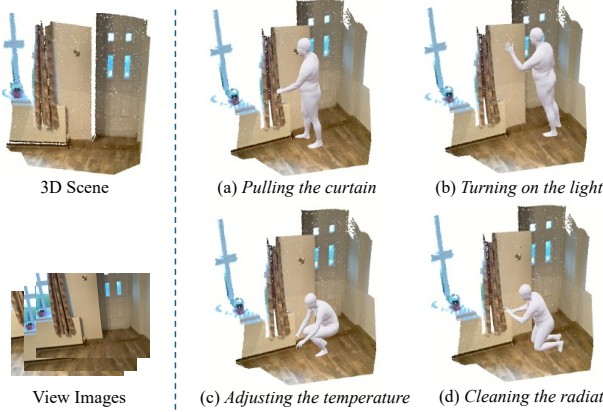 3D Scene
(a) Pulling the curtain
(b) Turning on the light
View Images
(c) Adjusting the temperature
(d) Cleaning the radiat